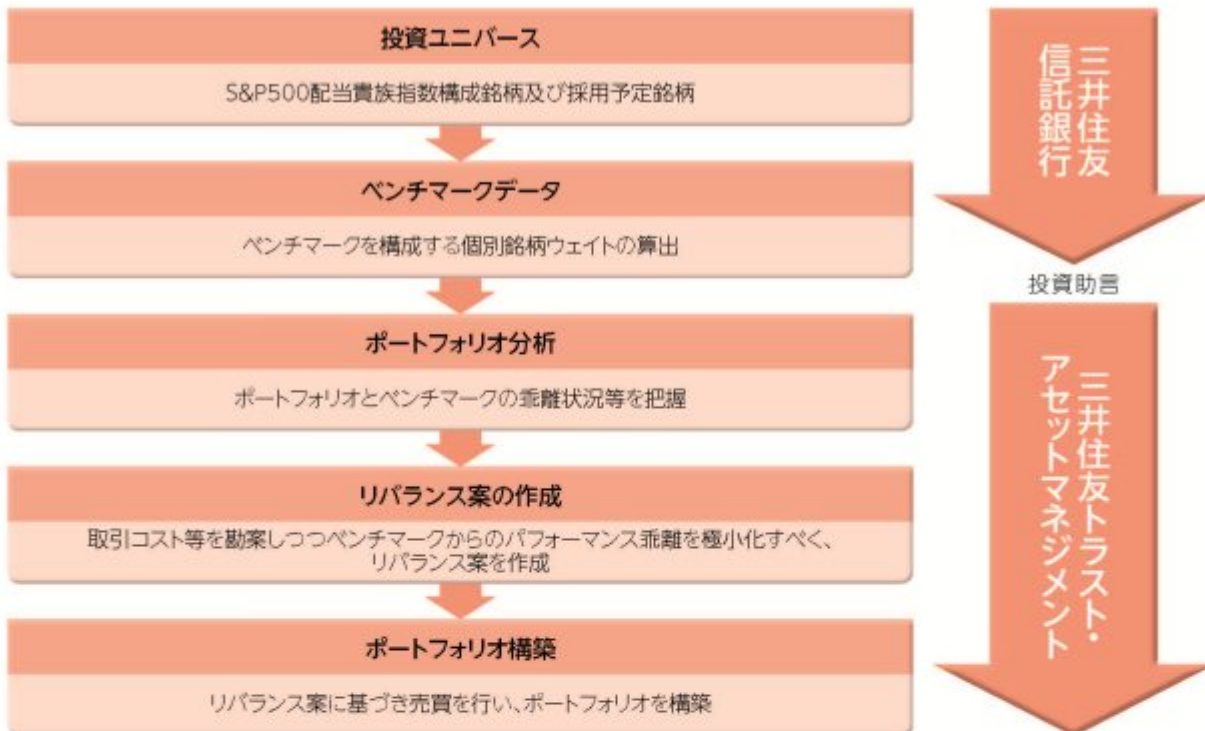 投資ユニバース
S&P500配当貴族指数構成銘柄及び採用予定銘柄
ベンチマークデータ
ベンチマークを構成する個別銘柄ウェイトの算出
ポートフォリオ分析
ポートフォリオとベンチマークの乖離状況等を把握
リバランス案の作成
取引コスト等を勘案しつつベンチマークからのパフォーマンス乖離を極小化すべく、
リバランス案を作成
ポートフォリオ構築
リバランス案に基づき売買を行い、ポートフォリオを構築
三井住友
信託銀行
投資助言
三井住友トラスト・
アセットマネジメント